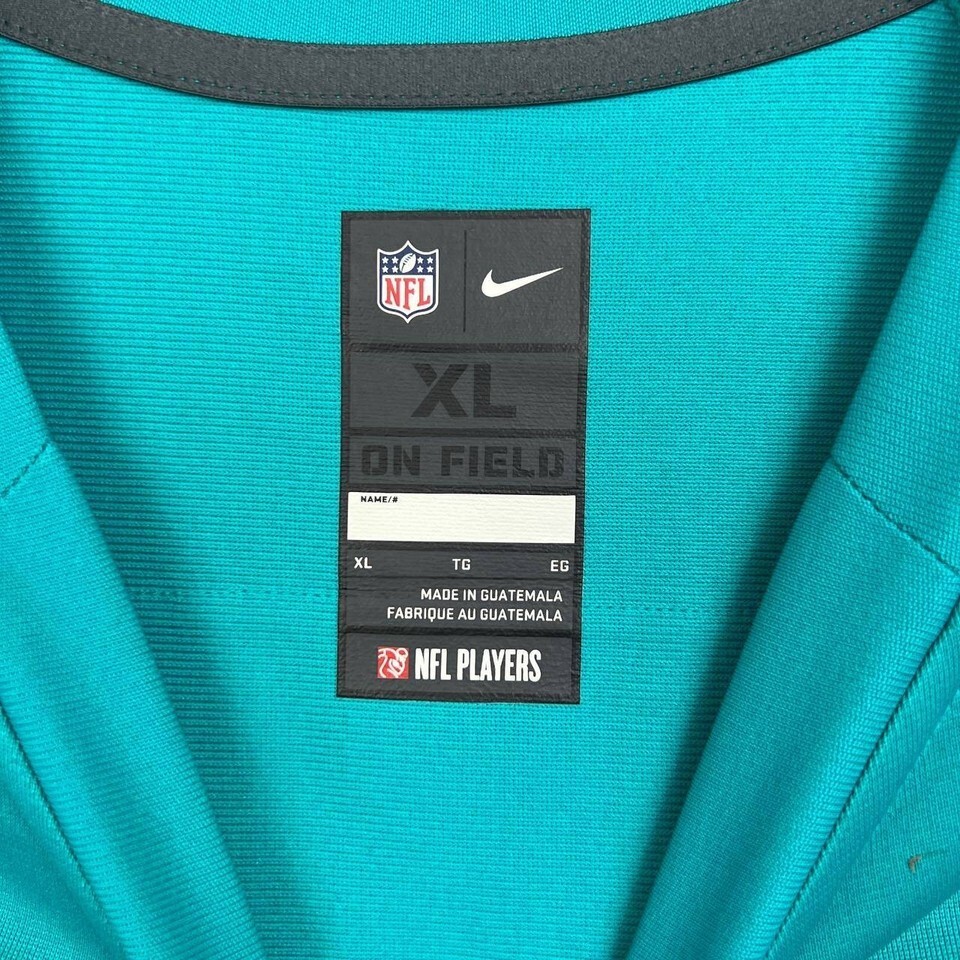 NFL
XL
ON FIELD
NAME/#
XL TG EG
MADE IN GUATEMALA
FABRIQUE AU GUATEMALA
NFL PLAYERS